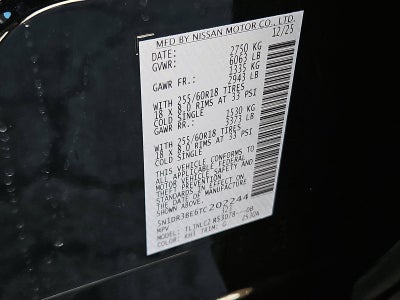 MFD BY NISSAN MOTOR CO., LTD.
DATE: 12/25
GVWR: 2750 KG
6063 LB
GAWR FR.: 1335 KG
2943 LB
WITH 255/60R18 TIRES
18 X 8.0 RIMS AT 33 PSI
COLD SINGLE
GAWR RR.: 1530 KG
3373 LB
WITH 255/60R18 TIRES
18 X 8.0 RIMS AT 33 PSI
COLD SINGLE
THIS VEHICLE CONFORMS TO
ALL APPLICABLE FEDERAL
MOTOR VEHICLE SAFETY AND
THEFT PREVENTION
STANDARDS IN EFFECT ON
THE DATE OF MANUFACTURE
SHOWN ABOVE.
5N1DR3BE6TC202244
MPV
COLOR: KH3 TRIM: G